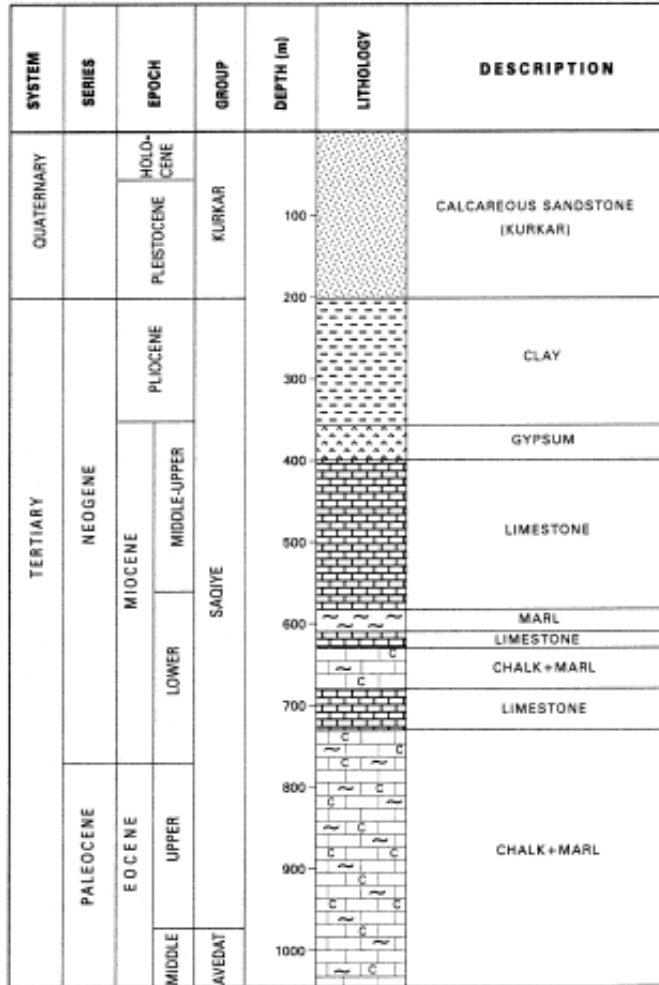 SYSTEM
SERIES
EPOCH
GROUP
DEPTH (m)
LITHOLOGY
DESCRIPTION
QUATERNARY
HOLO-
CENE
PLEISTOCENE
KURKAR
100
CALCAREOUS SANDSTONE
(KURKAR)
200
TERTIARY
NEOGENE
PLIOCENE
SAQIYE
CLAY
300
GYPSUM
400
MIOCENE
MIDDLE-UPPER
LIMESTONE
500
600
MARL
LIMESTONE
LOWER
CHALK+MARL
700
LIMESTONE
PALEOCENE
EOCENE
UPPER
800
CHALK+MARL
900
MIDDLE
AVEDAT
1000